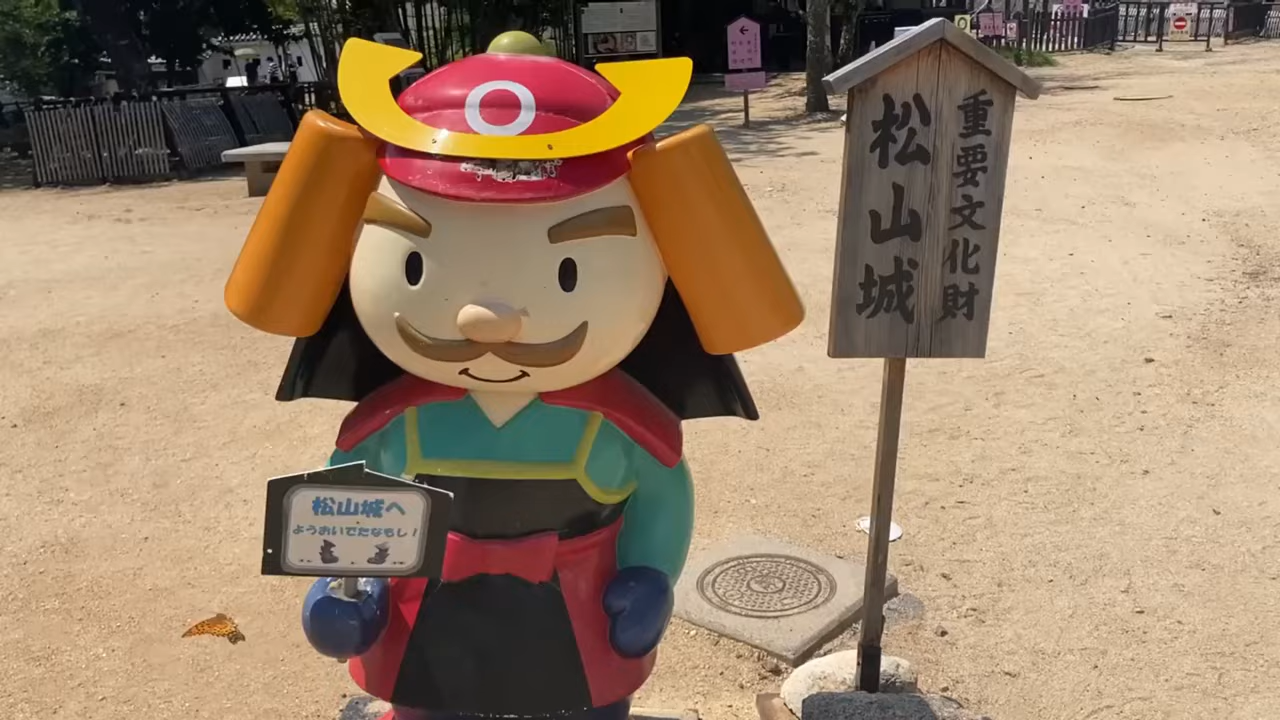 重要文化財
松山城
松山城へ
ようおいでたなもし！